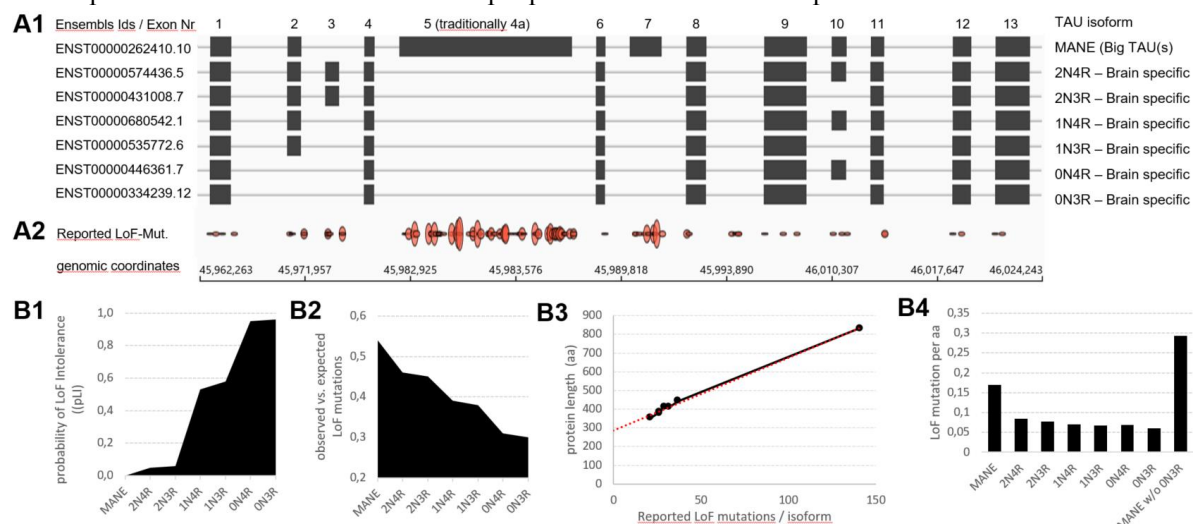 A1 Ensembls Ids / Exon Nr 1 2 3 4 5 (traditionally 4a) 6 7 8 9 10 11 12 13 TAU isoform
ENST00000262410.10 MANE (Big TAU(s)
ENST00000574436.5 2N4R – Brain specific
ENST00000431008.7 2N3R – Brain specific
ENST00000680542.1 1N4R – Brain specific
ENST00000535772.6 1N3R – Brain specific
ENST00000446361.7 0N4R – Brain specific
ENST00000334239.12 0N3R – Brain specific
A2 Reported LoF-Mut.
genomic coordinates 45,962,263 45,971,957 45,982,925 45,983,576 45,989,818 45,993,890 46,010,307 46,017,647 46,024,243
B1
probability of LoF Intolerance
((pLI)
1,0
0,8
0,6
0,4
0,2
0,0
MANE 2N4R 2N3R 1N4R 1N3R 0N4R 0N3R
B2
observed vs. expected
LoF mutations
0,6
0,5
0,4
0,3
0,2
MANE 2N4R 2N3R 1N4R 1N3R 0N4R 0N3R
B3
protein length (aa)
900
800
700
600
500
400
300
200
100
0
0 50 100 150
Reported LoF mutations / isoform
B4
LoF mutation per aa
0,35
0,3
0,25
0,2
0,15
0,1
0,05
0
MANE 2N4R 2N3R 1N4R 1N3R 0N4R 0N3R MANE w/o 0N3R